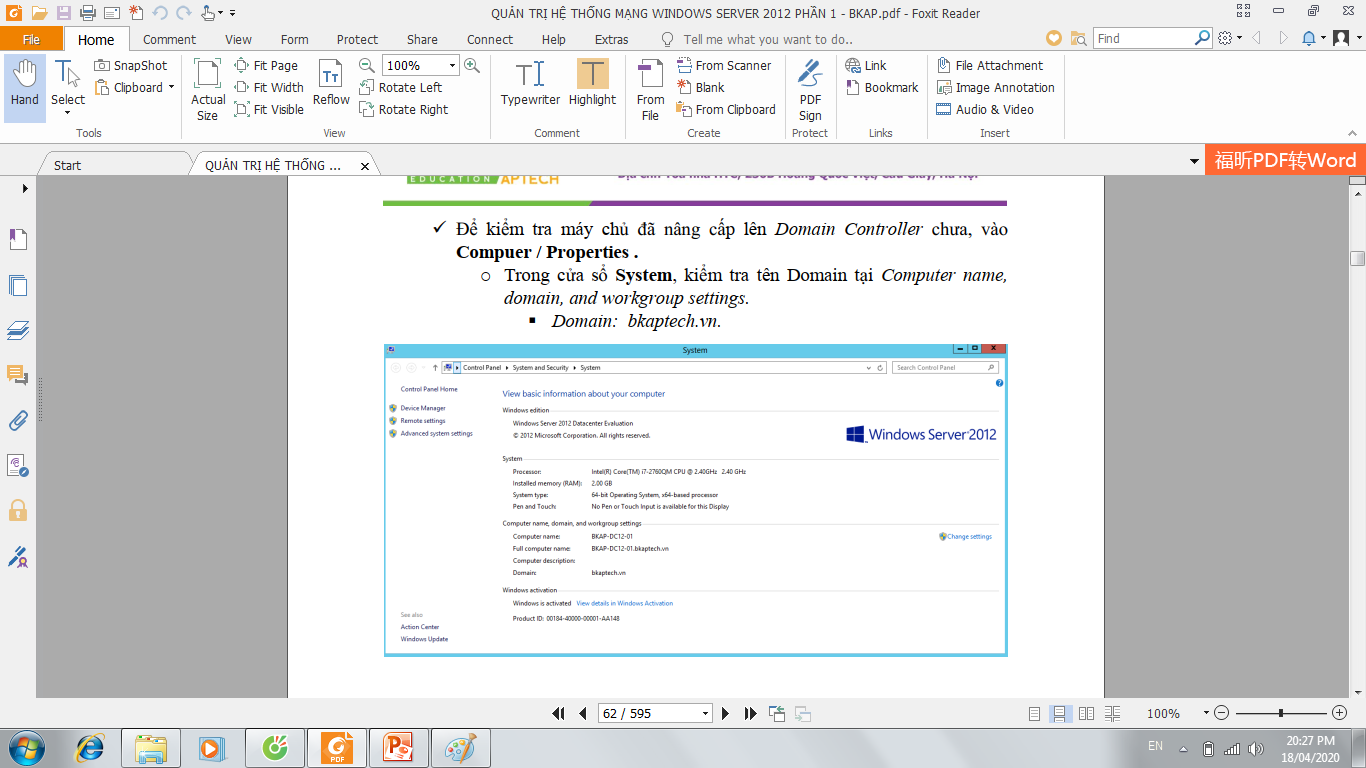 QUẢN TRỊ HỆ THỐNG MẠNG WINDOWS SERVER 2012 PHẦN 1 - BKAP.pdf - Foxit Reader
File Home Comment View Form Protect Share Connect Help Extras Tell me what you want to do.. Find
Hand
Select
SnapShot
Clipboard
Tools
Actual Size
Fit Page
Fit Width
Fit Visible
Reflow
100%
Rotate Left
Rotate Right
View
Typewriter
Highlight
Comment
From File
From Scanner
Blank
From Clipboard
Create
PDF Sign
Protect
Link
Bookmark
Links
File Attachment
Image Annotation
Audio & Video
Insert
Start
QUẢN TRỊ HỆ THỐNG ...
福昕PDF转Word
EDUCATION APTECH
Để kiểm tra máy chủ đã nâng cấp lên Domain Controller chưa, vào
Compuer / Properties .
Trong cửa sổ System, kiểm tra tên Domain tại Computer name,
domain, and workgroup settings.
Domain: bkaptech.vn.
System
Control Panel System and Security System
Search Control Panel
Control Panel Home
Device Manager
Remote settings
Advanced system settings
View basic information about your computer
Windows edition
Windows Server 2012 Datacenter Evaluation
© 2012 Microsoft Corporation. All rights reserved.
Windows Server 2012
System
Processor: Intel(R) Core(TM) i7-2760QM CPU @ 2.40GHz 2.40 GHz
Installed memory (RAM): 2.00 GB
System type: 64-bit Operating System, x64-based processor
Pen and Touch: No Pen or Touch Input is available for this Display
Computer name, domain, and workgroup settings
Computer name: BKAP-DC12-01
Change settings
Full computer name: BKAP-DC12-01.bkaptech.vn
Computer description:
Domain: bkaptech.vn
Windows activation
Windows is activated View details in Windows Activation
Product ID: 00184-40000-00001-AA148
See also
Action Center
Windows Update
62 / 595
100%
EN
20:27 PM
18/04/2020